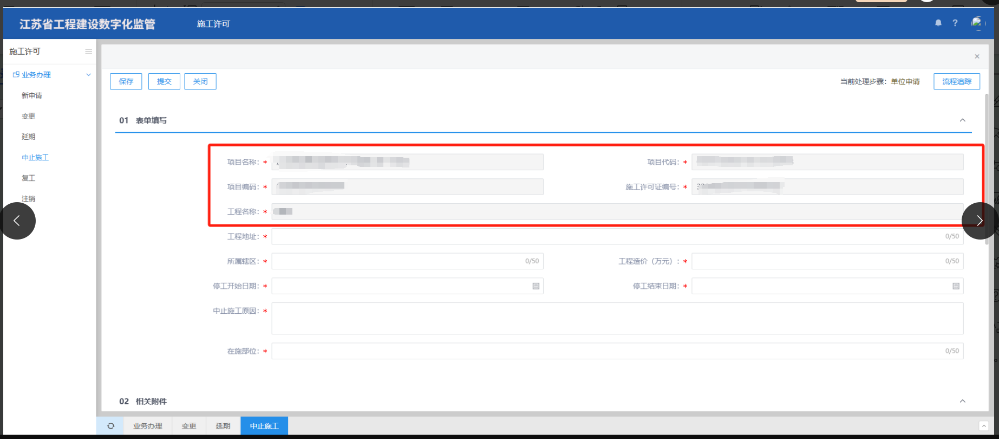 江苏省工程建设数字化监管 施工许可 ?
施工许可
业务办理
新申请
变更
延期
中止施工
复工
注销
保存 提交 关闭 当前处理步骤：单位申请 流程追踪
01 表单填写
项目名称：* 项目代码：*
项目编码：* 施工许可证编号：*
工程名称：*
工程地址：* 0/50
所属辖区：* 0/50 工程造价（万元）：* 0/50
停工开始日期：* 停工结束日期：*
中止施工原因：*
在施部位：* 0/50
02 相关附件
业务办理 变更 延期 中止施工